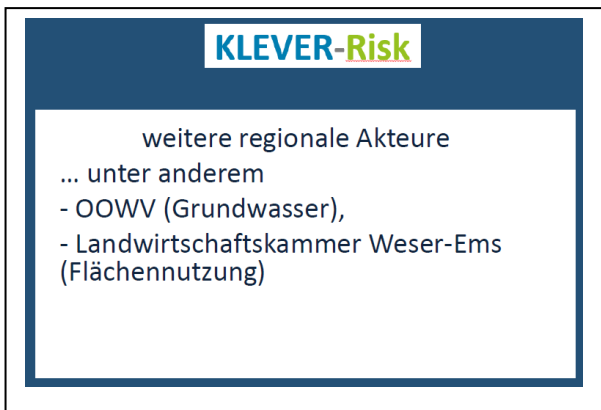 KLEVER-Risk
weitere regionale Akteure
... unter anderem
- OOWV (Grundwasser),
- Landwirtschaftskammer Weser-Ems
(Flächennutzung)